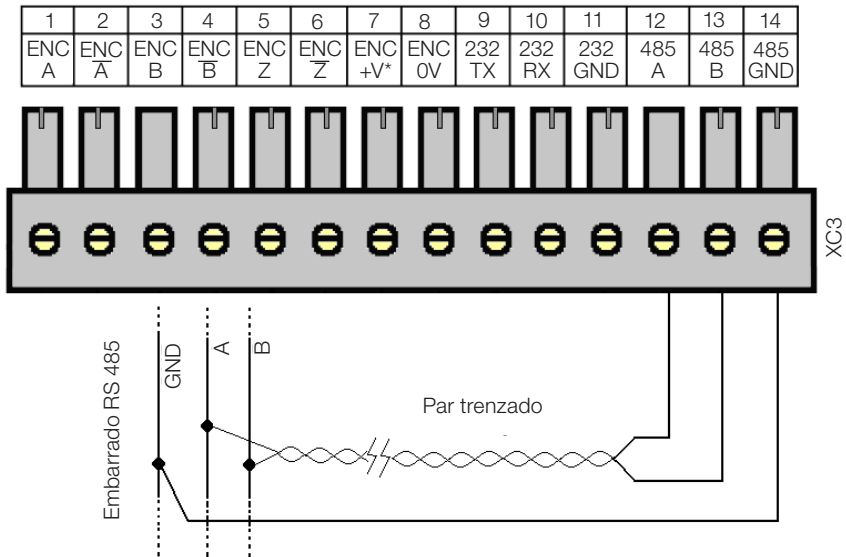 1 2 3 4 5 6 7 8 9 10 11 12 13 14
ENC ENC ENC ENC ENC ENC ENC ENC 232 232 232 485 485 485
A A̅ B B̅ Z Z̅ +V* 0V TX RX GND A B GND
XC3
Embarrado RS 485
GND
A
B
Par trenzado